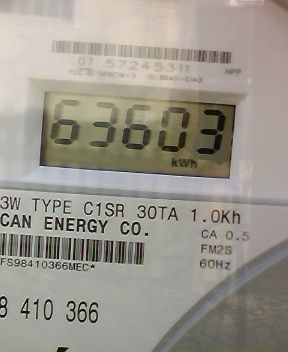 07 57245311
63603
kWh
3W TYPE C1SR 30TA 1.0Kh
CAN ENERGY CO.
CA 0.5
FM2S
60Hz
FS98410366MEC*
8 410 366